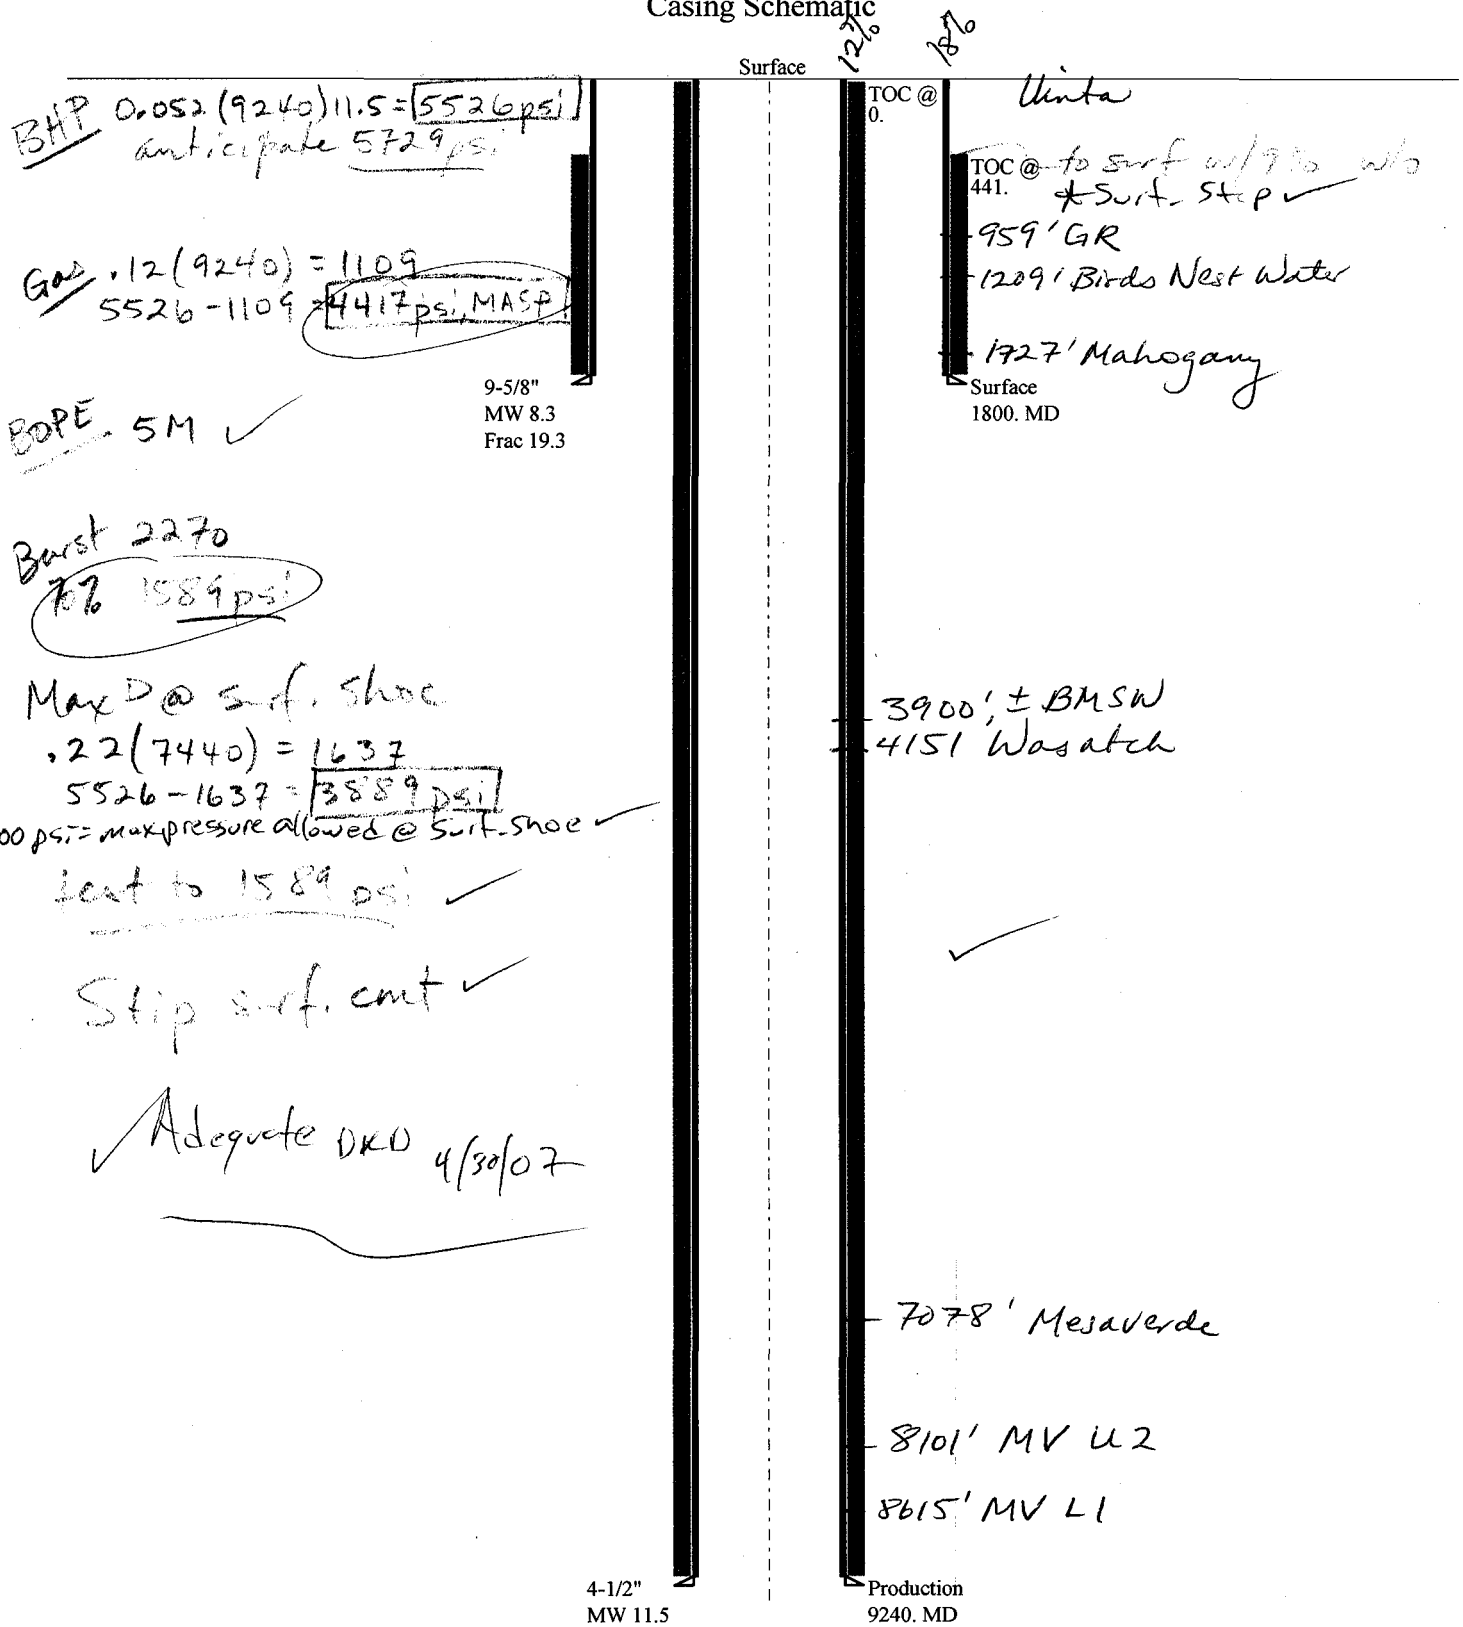 Casing Schematic
12%
18%
Surface
BHP 0.052 (9240) 11.5 = 5526 psi
anticipate 5729 psi
Gas .12 (9240) = 1109
5526 - 1109 = 4417 psi, MASP
9-5/8"
MW 8.3
Frac 19.3
BOPE 5M ✓
Burst 2270
70% 1589 psi
Max P @ surf. shoe
.22 (7440) = 1637
5526 - 1637 = 3889 psi
00 psi = max pressure allowed @ surf. shoe ✓
test to 1589 psi ✓
Stip surf. cmt ✓
✓ Adequate DKD 4/30/07
4-1/2"
MW 11.5
TOC @
0.
Uinta
TOC @ to surf w/ 9% w/o
441.
* Surf. Stip ✓
959' GR
1209' Birds Nest Water
1727' Mahogany
Surface
1800. MD
3900' ± BMSW
4151 Wasatch
✓
7078' Mesaverde
8101' MV U2
8615' MV L1
Production
9240. MD